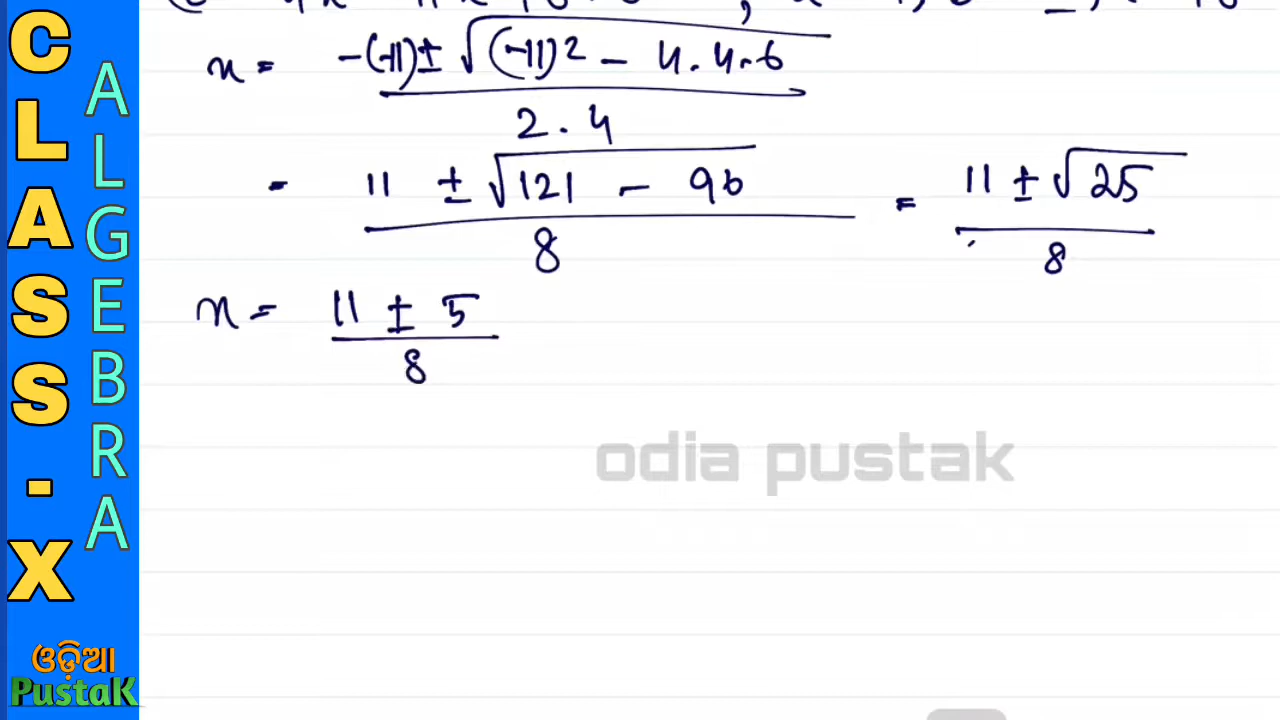 CLASS-X
ALGEBRA
ଓଡ଼ିଆ
PustaK
x = -(-11) ± √(-11)2 - 4.4.6
2.4
= 11 ± √121 - 96 = 11 ± √25
8 8
x = 11 ± 5
8
odia pustak